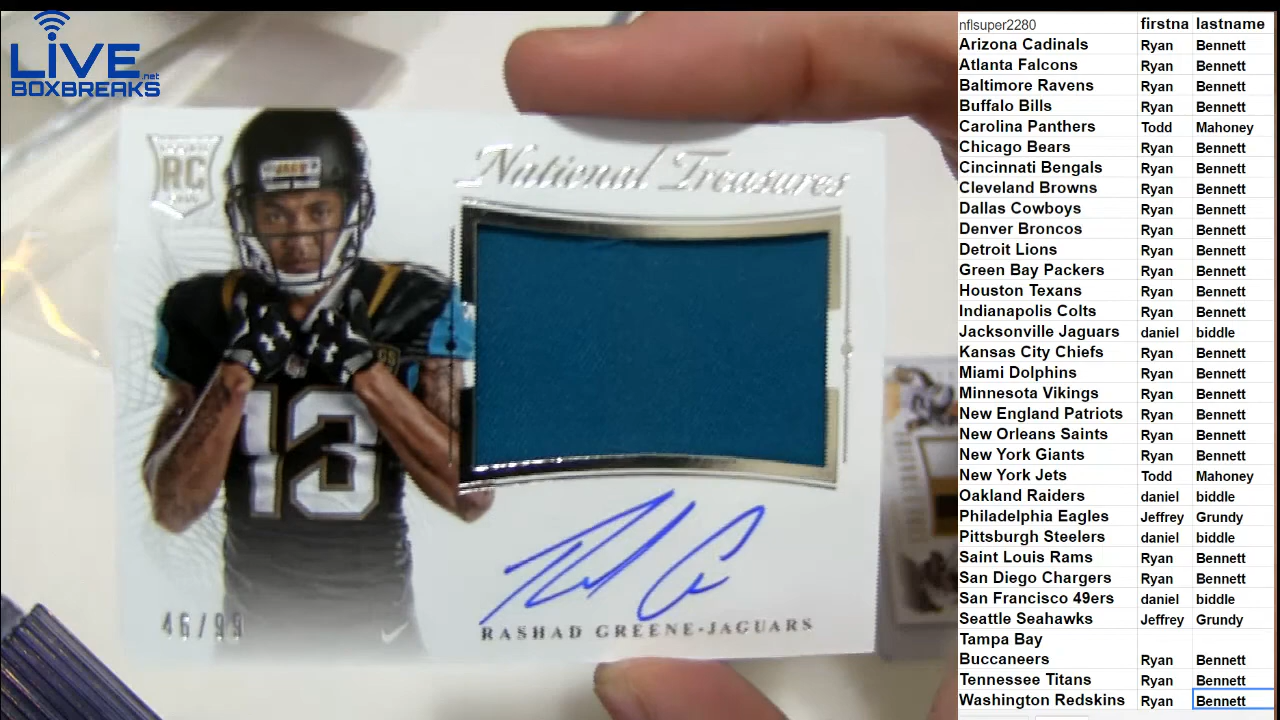 LIVE
.net
BOXBREAKS
RC
National Treasures
13
46/99
RASHAD GREENE-JAGUARS
nflsuper2280 firstna lastname
Arizona Cadinals Ryan Bennett
Atlanta Falcons Ryan Bennett
Baltimore Ravens Ryan Bennett
Buffalo Bills Ryan Bennett
Carolina Panthers Todd Mahoney
Chicago Bears Ryan Bennett
Cincinnati Bengals Ryan Bennett
Cleveland Browns Ryan Bennett
Dallas Cowboys Ryan Bennett
Denver Broncos Ryan Bennett
Detroit Lions Ryan Bennett
Green Bay Packers Ryan Bennett
Houston Texans Ryan Bennett
Indianapolis Colts Ryan Bennett
Jacksonville Jaguars daniel biddle
Kansas City Chiefs Ryan Bennett
Miami Dolphins Ryan Bennett
Minnesota Vikings Ryan Bennett
New England Patriots Ryan Bennett
New Orleans Saints Ryan Bennett
New York Giants Ryan Bennett
New York Jets Todd Mahoney
Oakland Raiders daniel biddle
Philadelphia Eagles Jeffrey Grundy
Pittsburgh Steelers daniel biddle
Saint Louis Rams Ryan Bennett
San Diego Chargers Ryan Bennett
San Francisco 49ers daniel biddle
Seattle Seahawks Jeffrey Grundy
Tampa Bay
Buccaneers Ryan Bennett
Tennessee Titans Ryan Bennett
Washington Redskins Ryan Bennett